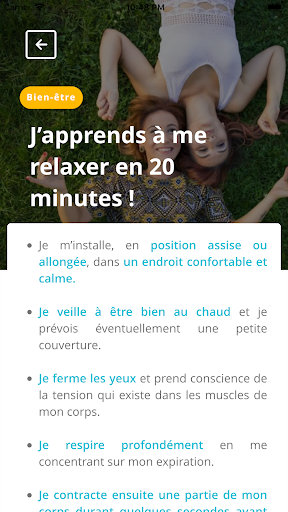 10:48 PM
Bien-être
J'apprends à me
relaxer en 20
minutes !
Je m'installe, en position assise ou
allongée, dans un endroit confortable et
calme.
Je veille à être bien au chaud et je
prévois éventuellement une petite
couverture.
Je ferme les yeux et prend conscience de
la tension qui existe dans les muscles de
mon corps.
Je respire profondément en me
concentrant sur mon expiration.
Je contracte ensuite une partie de mon
corps durant quelques secondes avant